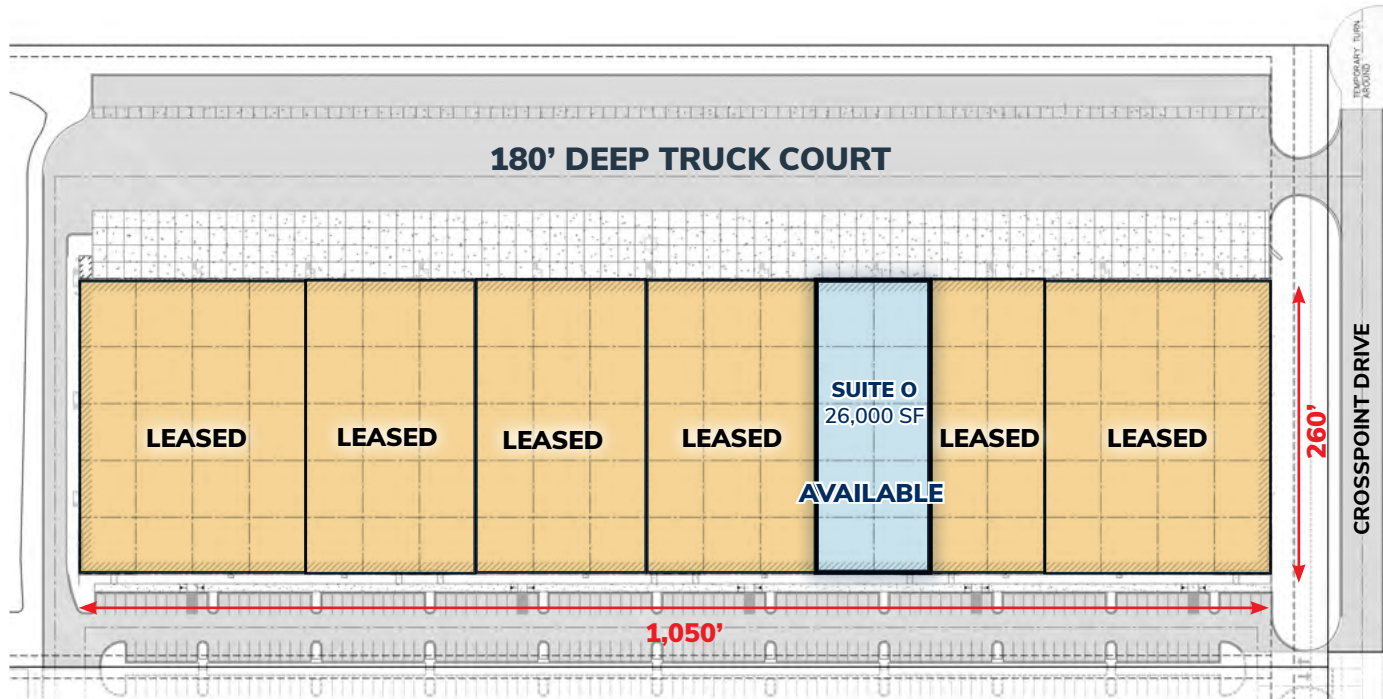 TEMPORARY TURN
AROUND
180’ DEEP TRUCK COURT
SUITE O
26,000 SF
LEASED
LEASED
LEASED
LEASED
LEASED
LEASED
AVAILABLE
260’
CROSSPOINT DRIVE
1,050’